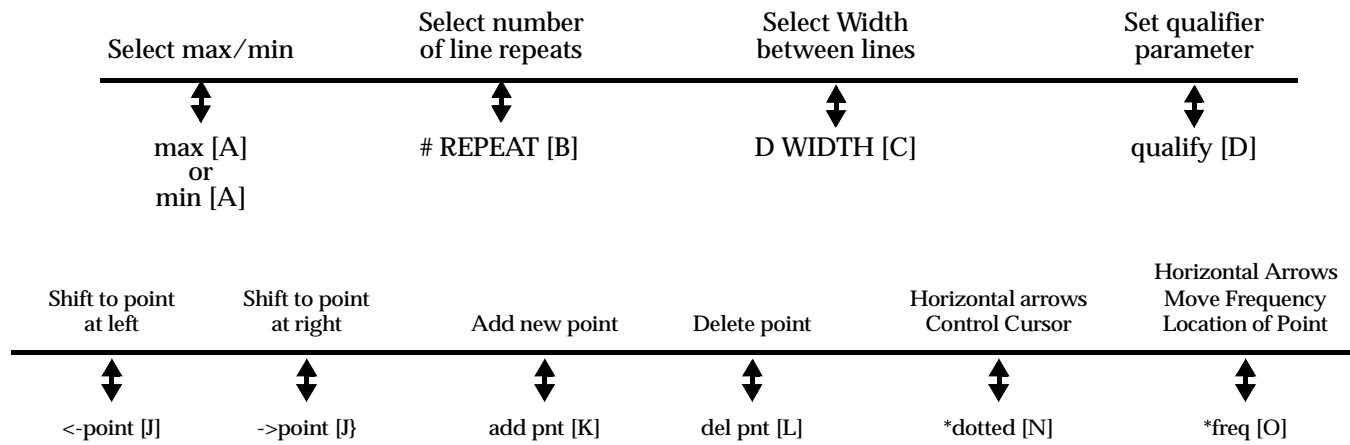 Select max/min
Select number
of line repeats
Select Width
between lines
Set qualifier
parameter
max [A]
or
min [A]
# REPEAT [B]
D WIDTH [C]
qualify [D]
Shift to point
at left
Shift to point
at right
Add new point
Delete point
Horizontal arrows
Control Cursor
Horizontal Arrows
Move Frequency
Location of Point
<-point [J]
->point [J}
add pnt [K]
del pnt [L]
*dotted [N]
*freq [O]